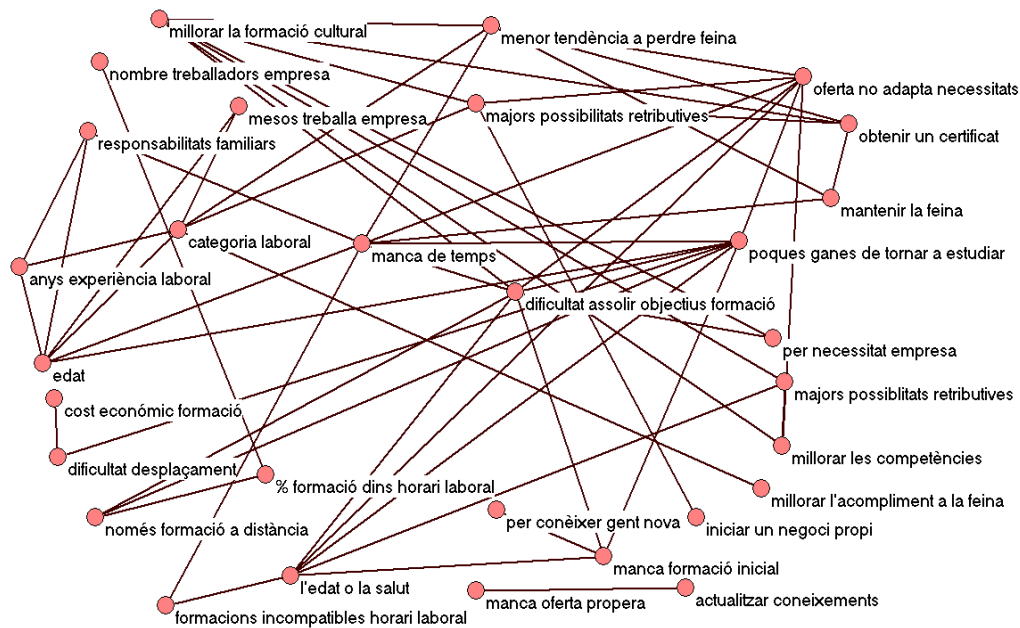 millorar la formació cultural
menor tendència a perdre feina
nombre treballadors empresa
oferta no adapta necessitats
mesos treballa empresa
majors possibilitats retributives
obtenir un certificat
responsabilitats familiars
mantenir la feina
categoria laboral
manca de temps
poques ganes de tornar a estudiar
anys experiència laboral
dificultat assolir objectius formació
per necessitat empresa
edat
majors possiblitats retributives
cost económic formació
millorar les competències
dificultat desplaçament
% formació dins horari laboral
millorar l'acompliment a la feina
per conèixer gent nova
iniciar un negoci propi
només formació a distància
manca formació inicial
l'edat o la salut
manca oferta propera
actualitzar coneixements
formacions incompatibles horari laboral